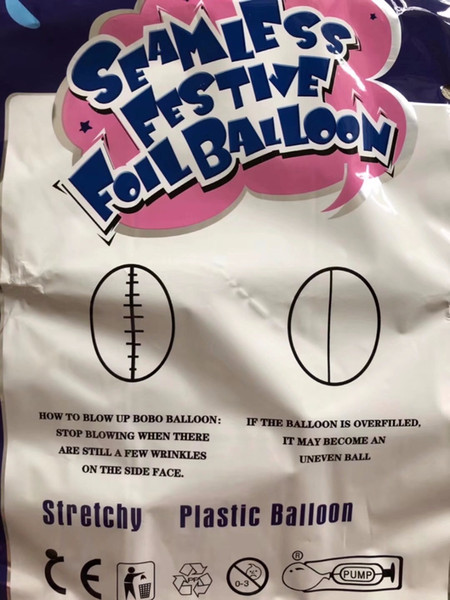 SEAMLESS
FESTIVE
FOIL BALLOON
HOW TO BLOW UP BOBO BALLOON:
STOP BLOWING WHEN THERE
ARE STILL A FEW WRINKLES
ON THE SIDE FACE.
IF THE BALLOON IS OVERFILLED,
IT MAY BECOME AN
UNEVEN BALL
Stretchy Plastic Balloon
CE
PE
0-3
®
PUMP